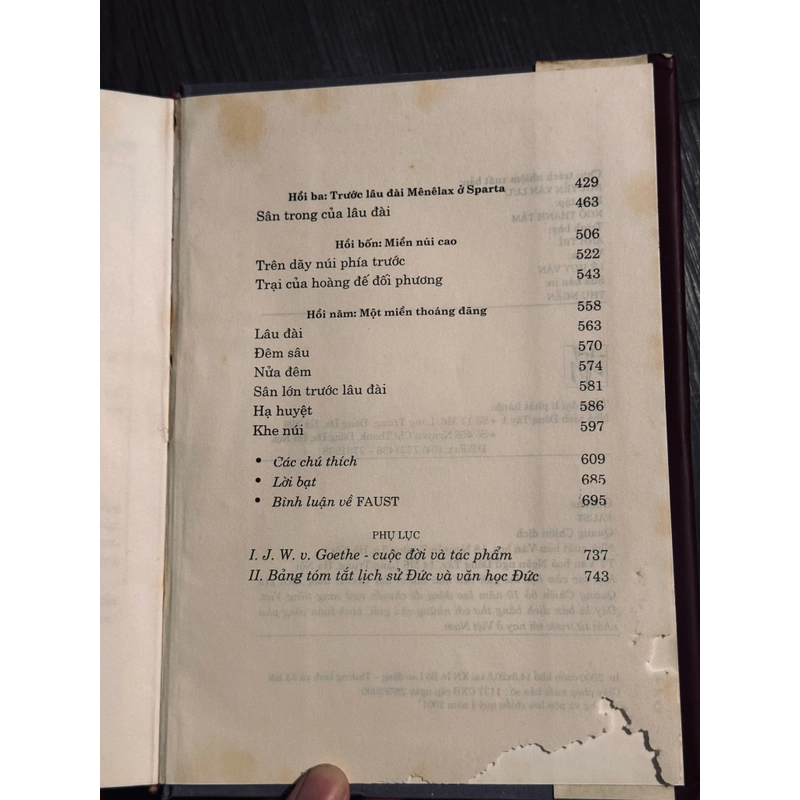 Hồi ba: Trước lâu đài Mênêlax ở Sparta 429
Sân trong của lâu đài 463
Hồi bốn: Miền núi cao 506
Trên dãy núi phía trước 522
Trại của hoàng đế đối phương 543
Hồi năm: Một miền thoáng đãng 558
Lâu đài 563
Đêm sâu 570
Nửa đêm 574
Sân lớn trước lâu đài 581
Hạ huyệt 586
Khe núi 597
• Các chú thích 609
• Lời bạt 685
• Bình luận về FAUST 695
PHỤ LỤC
I. J. W. v. Goethe - cuộc đời và tác phẩm 737
II. Bảng tóm tắt lịch sử Đức và văn học Đức 743